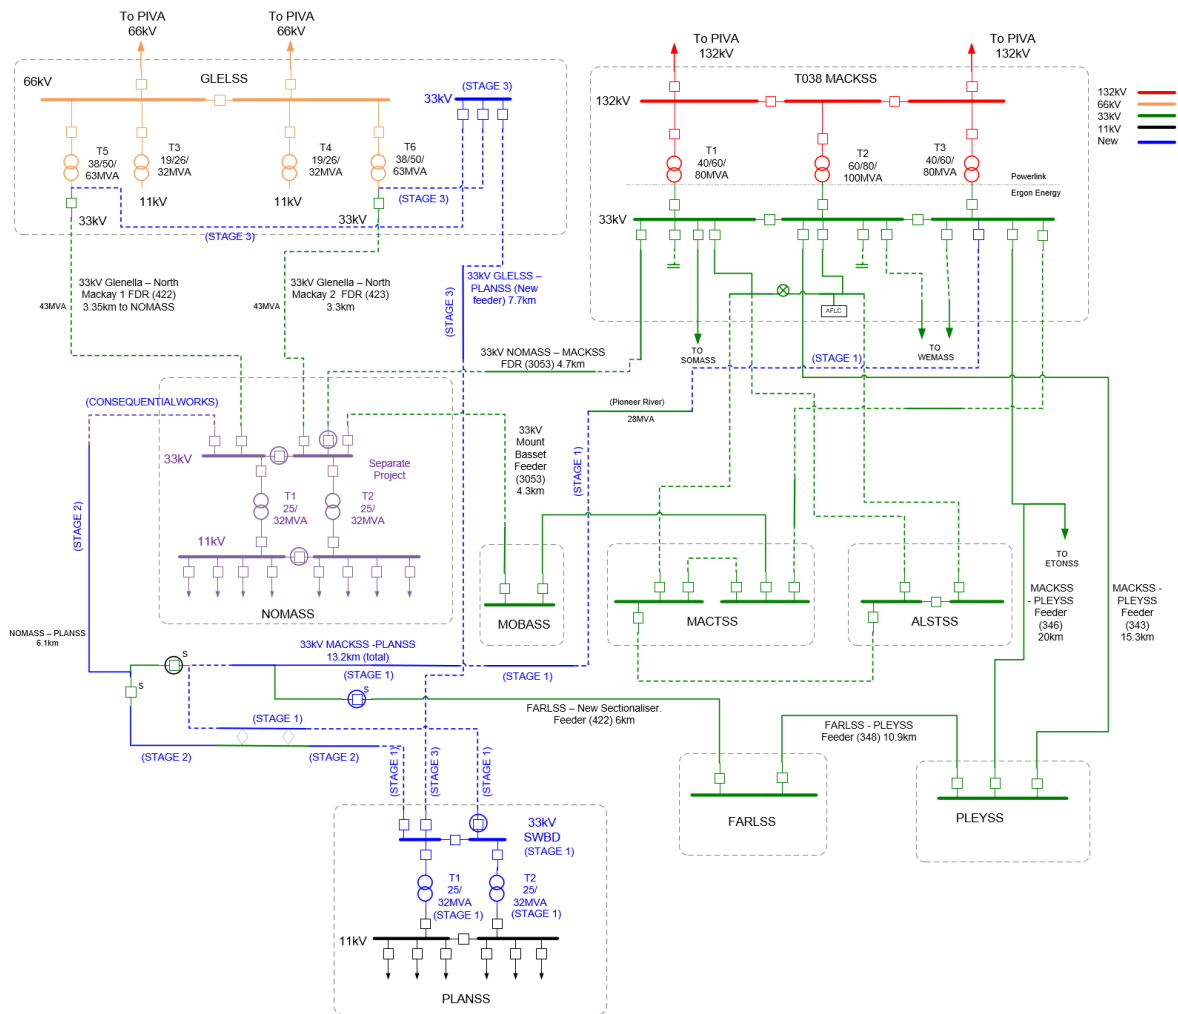 To PIVA
66kV
To PIVA
66kV
To PIVA
132kV
To PIVA
132kV
GLELSS
T038 MACKSS
66kV
33kV
(STAGE 3)
132kV
132kV
66kV
33kV
11kV
New
T5
38/50/
63MVA
T3
19/26/
32MVA
T4
19/26/
32MVA
T6
38/50/
63MVA
T1
40/60/
80MVA
T2
60/80/
100MVA
T3
40/60/
80MVA
Powerlink
Ergon Energy
11kV
11kV
(STAGE 3)
33kV
33kV
33kV
(STAGE 3)
33kV Glenella – North
Mackay 1 FDR (422)
3.35km to NOMASS
43MVA
33kV Glenella – North
Mackay 2 FDR (423)
3.3km
43MVA
33kV GLELSS –
PLANSS (New
feeder) 7.7km
(STAGE 3)
AFLC
TO
SOMASS
TO
WEMASS
(STAGE 1)
33kV NOMASS – MACKSS
FDR (3053) 4.7km
(CONSEQUENTIALWORKS)
(Pioneer River)
28MVA
33kV
Mount
Basset
Feeder
(3053)
4.3km
(STAGE 1)
33kV
Separate
Project
T1
25/
32MVA
T2
25/
32MVA
(STAGE 2)
11kV
NOMASS
MOBASS
MACTSS
ALSTSS
TO
ETONSS
MACKSS
- PLEYSS
Feeder
(346)
20km
MACKSS -
PLEYSS
Feeder
(343)
15.3km
NOMASS – PLANSS
6.1km
33kV MACKSS -PLANSS
13.2km (total)
(STAGE 1)
(STAGE 1)
S
S
S
FARLSS – New Sectionaliser.
Feeder (422) 6km
FARLSS - PLEYSS
Feeder (348) 10.9km
(STAGE 1)
(STAGE 2)
(STAGE 2)
(STAGE 1)
(STAGE 3)
(STAGE 1)
FARLSS
PLEYSS
33kV
SWBD
(STAGE 1)
T1
25/
32MVA
(STAGE 1)
T2
25/
32MVA
(STAGE 1)
11kV
PLANSS